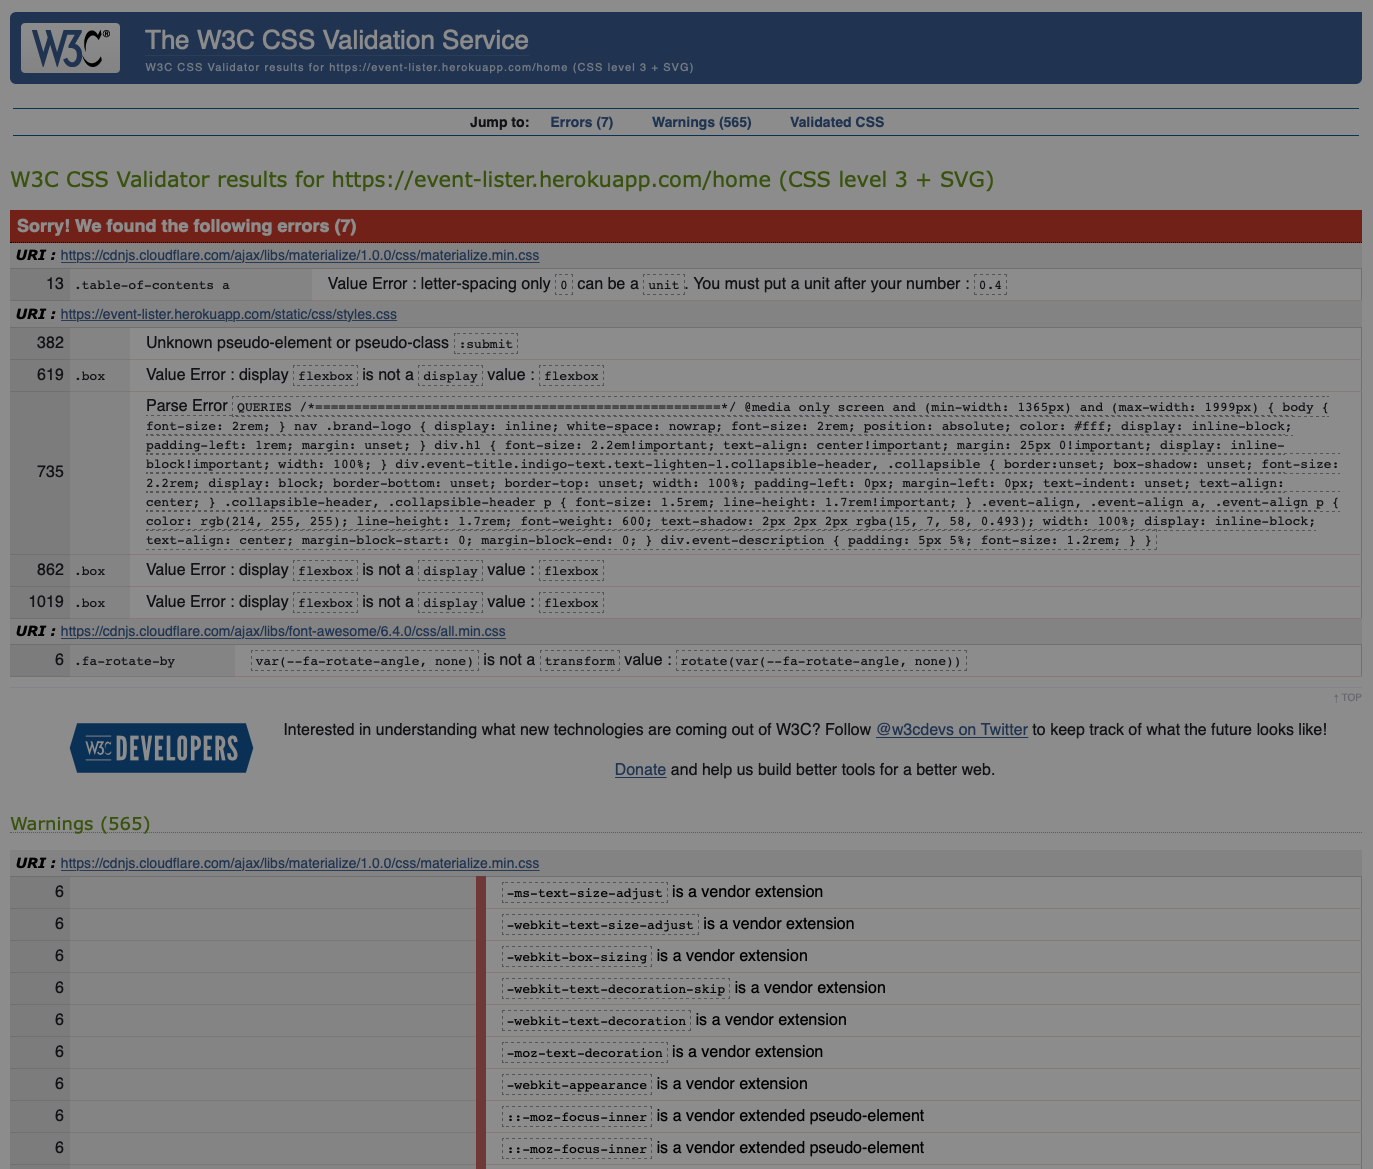 W3C®
The W3C CSS Validation Service
W3C CSS Validator results for https://event-lister.herokuapp.com/home (CSS level 3 + SVG)
Jump to: Errors (7) Warnings (565) Validated CSS
W3C CSS Validator results for https://event-lister.herokuapp.com/home (CSS level 3 + SVG)
Sorry! We found the following errors (7)
URI : https://cdnjs.cloudflare.com/ajax/libs/materialize/1.0.0/css/materialize.min.css
13 .table-of-contents a Value Error : letter-spacing only 0 can be a unit. You must put a unit after your number : 0.4
URI : https://event-lister.herokuapp.com/static/css/styles.css
382 Unknown pseudo-element or pseudo-class :submit
619 .box Value Error : display flexbox is not a display value : flexbox
Parse Error QUERIES /*====================================================*/ @media only screen and (min-width: 1365px) and (max-width: 1999px) { body {
font-size: 2rem; } nav .brand-logo { display: inline; white-space: nowrap; font-size: 2rem; position: absolute; color: #fff; display: inline-block;
padding-left: 1rem; margin: unset; } div.hl { font-size: 2.2em!important; text-align: center!important; margin: 25px 0!important; display: inline-
block!important; width: 100%; } div.event-title.indigo-text.text-lighten-1.collapsible-header, .collapsible { border:unset; box-shadow: unset; font-size:
735 2.2rem; display: block; border-bottom: unset; border-top: unset; width: 100%; padding-left: 0px; margin-left: 0px; text-indent: unset; text-align:
center; } .collapsible-header, .collapsible-header p { font-size: 1.5rem; line-height: 1.7rem!important; } .event-align, .event-align a, .event-align p {
color: rgb(214, 255, 255); line-height: 1.7rem; font-weight: 600; text-shadow: 2px 2px 2px rgba(15, 7, 58, 0.493); width: 100%; display: inline-block;
text-align: center; margin-block-start: 0; margin-block-end: 0; } div.event-description { padding: 5px 5%; font-size: 1.2rem; } }
862 .box Value Error : display flexbox is not a display value : flexbox
1019 .box Value Error : display flexbox is not a display value : flexbox
URI : https://cdnjs.cloudflare.com/ajax/libs/font-awesome/6.4.0/css/all.min.css
6 .fa-rotate-by var(--fa-rotate-angle, none) is not a transform value : rotate(var(--fa-rotate-angle, none))
↑ TOP
W3C DEVELOPERS
Interested in understanding what new technologies are coming out of W3C? Follow @w3cdevs on Twitter to keep track of what the future looks like!
Donate and help us build better tools for a better web.
Warnings (565)
URI : https://cdnjs.cloudflare.com/ajax/libs/materialize/1.0.0/css/materialize.min.css
6 -ms-text-size-adjust is a vendor extension
6 -webkit-text-size-adjust is a vendor extension
6 -webkit-box-sizing is a vendor extension
6 -webkit-text-decoration-skip is a vendor extension
6 -webkit-text-decoration is a vendor extension
6 -moz-text-decoration is a vendor extension
6 -webkit-appearance is a vendor extension
6 ::-moz-focus-inner is a vendor extended pseudo-element
6 ::-moz-focus-inner is a vendor extended pseudo-element